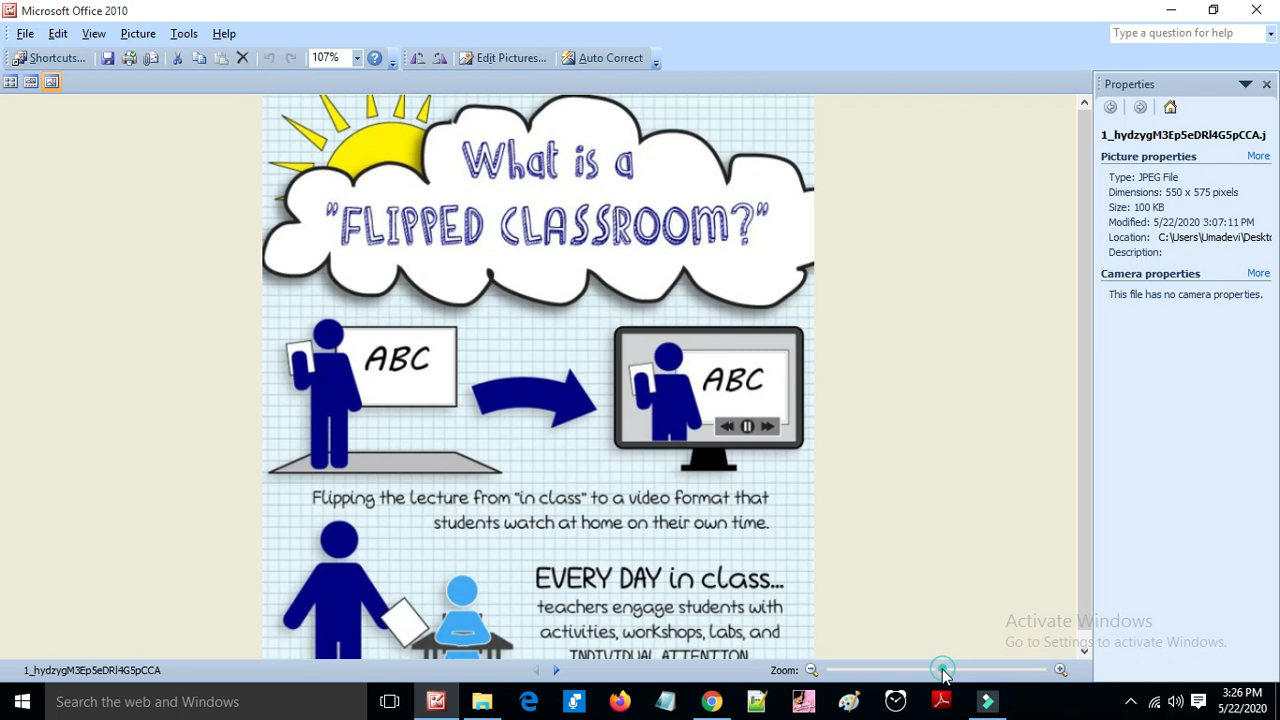 Microsoft Office 2010
File Edit View Picture Tools Help
Type a question for help
Shortcuts... 107% Edit Pictures... Auto Correct
Properties
1_hydzygM3Ep5eDRl4G5pCCA.j
Picture properties More
Type: JPEG File
Dimensions: 550 x 575 pixels
Size: 100 KB
Modified: 5/22/2020 3:07:11 PM
Location: C:\Users\Umadevi\Deskto
Description:
Camera properties More
This file has no camera properties.
What is a
"FLIPPED CLASSROOM?"
ABC
ABC
Flipping the lecture from "in class" to a video format that
students watch at home on their own time.
EVERY DAY in class...
teachers engage students with
activities, workshops, labs, and
INDIVIDUAL ATTENTION
Activate Windows
Go to Settings to activate Windows.
1_hydzygM3Ep5eDRl4G5pCCA
Zoom:
Search the web and Windows
3:26 PM
5/22/2020